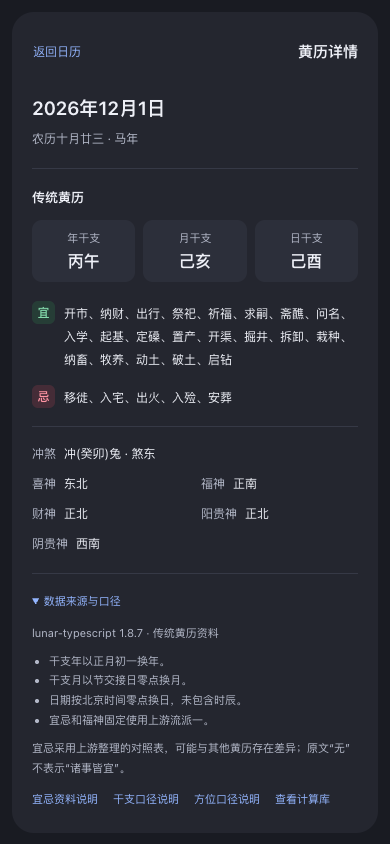 返回日历
黄历详情
2026年12月1日
农历十月廿三 · 马年
传统黄历
年干支
丙午
月干支
己亥
日干支
己酉
宜
开市、纳财、出行、祭祀、祈福、求嗣、斋醮、问名、
入学、起基、定磉、置产、开渠、掘井、拆卸、栽种、
纳畜、牧养、动土、破土、启钻
忌
移徙、入宅、出火、入殓、安葬
冲煞 冲(癸卯)兔 · 煞东
喜神 东北
福神 正南
财神 正北
阳贵神 正北
阴贵神 西南
▼ 数据来源与口径
lunar-typescript 1.8.7 · 传统黄历资料
• 干支年以正月初一换年。
• 干支月以节交接日零点换月。
• 日期按北京时间零点换日，未包含时辰。
• 宜忌和福神固定使用上游流派一。
宜忌采用上游整理的对照表，可能与其他黄历存在差异；原文“无”
不表示“诸事皆宜”。
宜忌资料说明
干支口径说明
方位口径说明
查看计算库